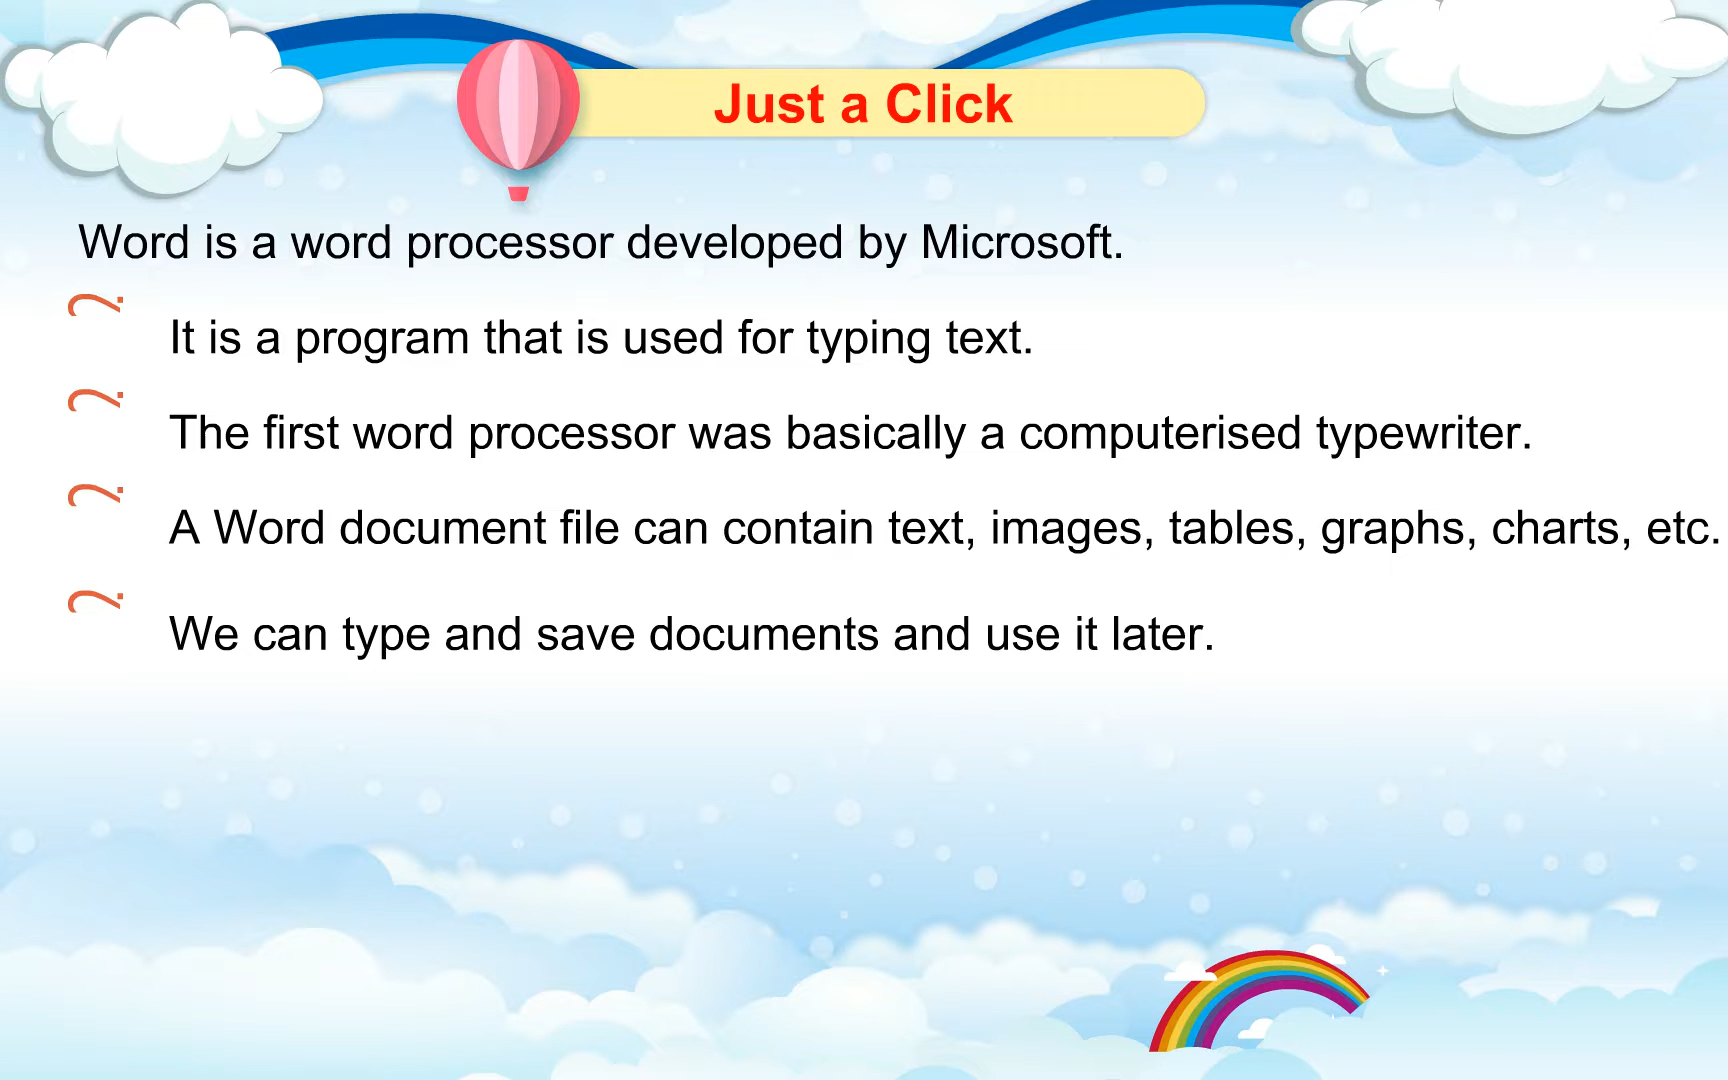 Just a Click
Word is a word processor developed by Microsoft.
? It is a program that is used for typing text.
? The first word processor was basically a computerised typewriter.
? A Word document file can contain text, images, tables, graphs, charts, etc.
? We can type and save documents and use it later.